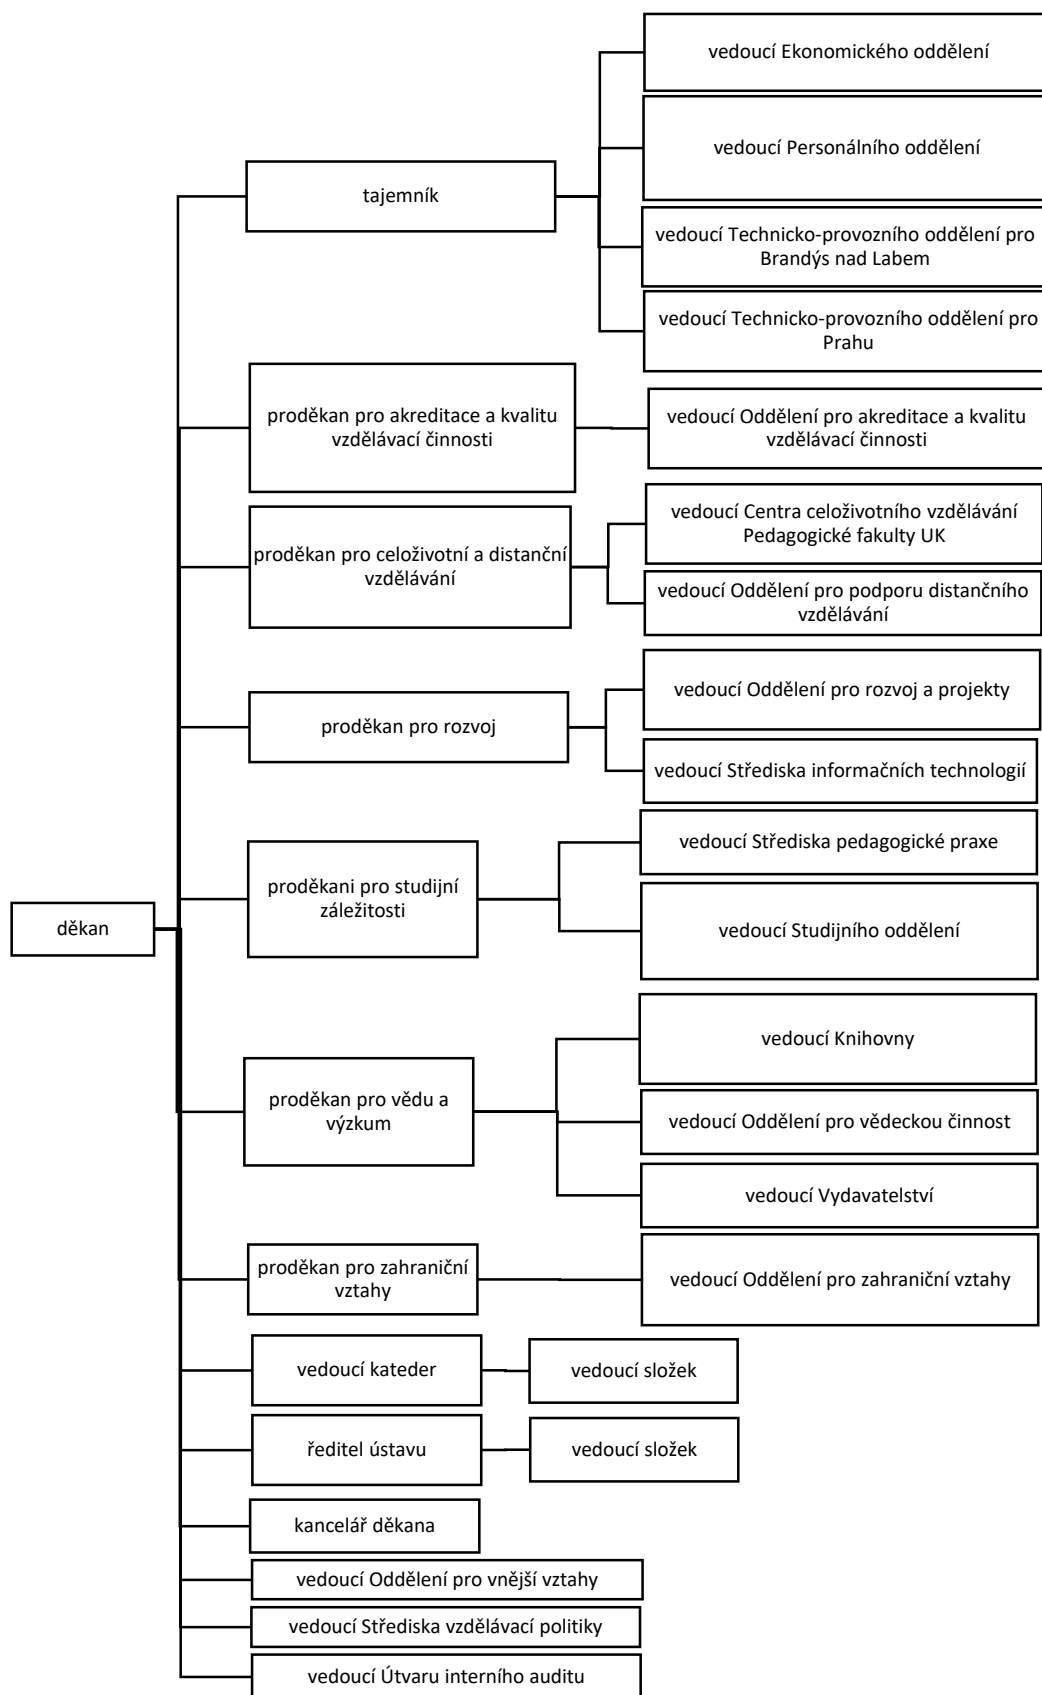 vedoucí Ekonomického oddělení
vedoucí Personálního oddělení
tajemník
vedoucí Technicko-provozního oddělení pro
Brandýs nad Labem
vedoucí Technicko-provozního oddělení pro
Prahu
proděkan pro akreditace a kvalitu
vzdělávací činnosti
vedoucí Oddělení pro akreditace a kvalitu
vzdělávací činnosti
proděkan pro celoživotní a distanční
vzdělávání
vedoucí Centra celoživotního vzdělávání
Pedagogické fakulty UK
vedoucí Oddělení pro podporu distančního
vzdělávání
proděkan pro rozvoj
vedoucí Oddělení pro rozvoj a projekty
vedoucí Střediska informačních technologií
proděkani pro studijní
záležitosti
vedoucí Střediska pedagogické praxe
vedoucí Studijního oddělení
děkan
proděkan pro vědu a
výzkum
vedoucí Knihovny
vedoucí Oddělení pro vědeckou činnost
vedoucí Vydavatelství
proděkan pro zahraniční
vztahy
vedoucí Oddělení pro zahraniční vztahy
vedoucí kateder
vedoucí složek
ředitel ústavu
vedoucí složek
kancelář děkana
vedoucí Oddělení pro vnější vztahy
vedoucí Střediska vzdělávací politiky
vedoucí Útvaru interního auditu